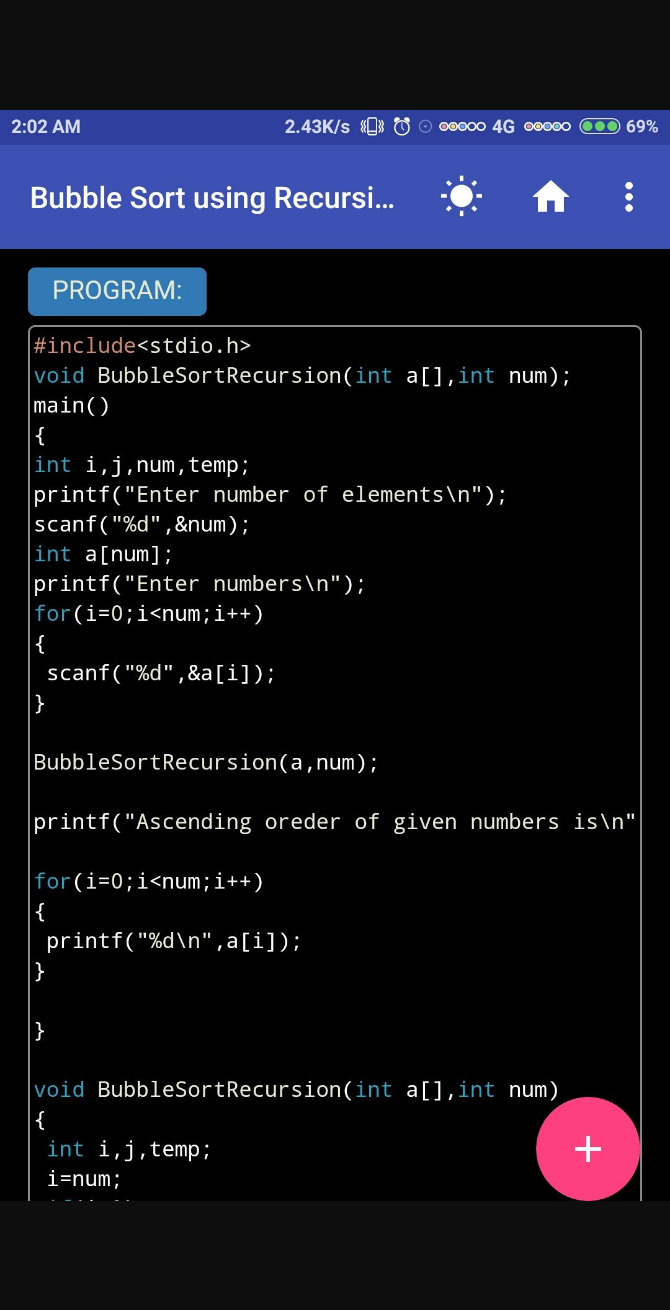 2:02 AM 2.43K/s 4G 69%
Bubble Sort using Recursi...
PROGRAM:
#include<stdio.h>
void BubbleSortRecursion(int a[],int num);
main()
{
int i,j,num,temp;
printf("Enter number of elements\n");
scanf("%d",&num);
int a[num];
printf("Enter numbers\n");
for(i=0;i<num;i++)
{
 scanf("%d",&a[i]);
}
BubbleSortRecursion(a,num);
printf("Ascending oreder of given numbers is\n"
for(i=0;i<num;i++)
{
 printf("%d\n",a[i]);
}
}
void BubbleSortRecursion(int a[],int num)
{
 int i,j,temp;
 i=num;